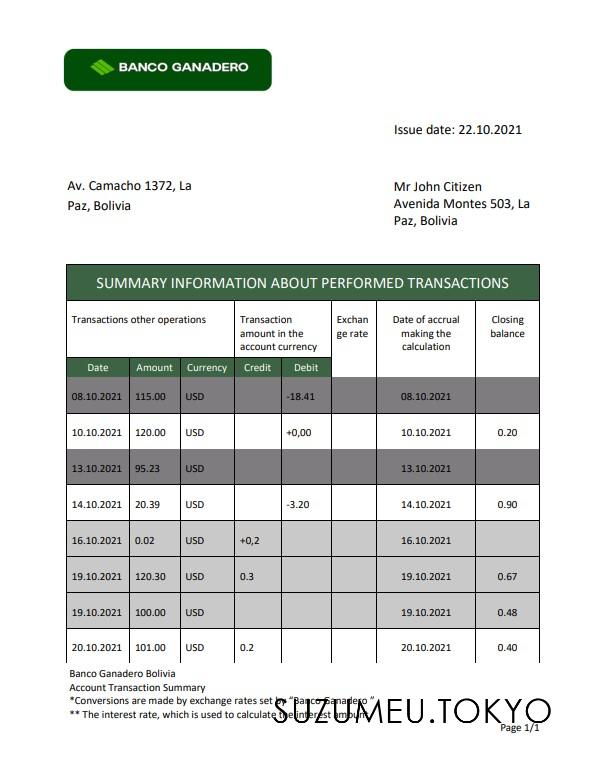 BANCO GANADERO
Issue date: 22.10.2021
Av. Camacho 1372, La
Paz, Bolivia
Mr John Citizen
Avenida Montes 503, La
Paz, Bolivia
SUMMARY INFORMATION ABOUT PERFORMED TRANSACTIONS
Transactions other operations
Transaction
amount in the
account currency
Exchan
ge rate
Date of accrual
making the
calculation
Closing
balance
Date Amount Currency Credit Debit
08.10.2021 115.00 USD -18.41 08.10.2021
10.10.2021 120.00 USD +0,00 10.10.2021 0.20
13.10.2021 95.23 USD 13.10.2021
14.10.2021 20.39 USD -3.20 14.10.2021 0.90
16.10.2021 0.02 USD +0,2 16.10.2021
19.10.2021 120.30 USD 0.3 19.10.2021 0.67
19.10.2021 100.00 USD 19.10.2021 0.48
20.10.2021 101.00 USD 0.2 20.10.2021 0.40
Banco Ganadero Bolivia
Account Transaction Summary
*Conversions are made by exchange rates set by “Banco Ganadero ”
** The interest rate, which is used to calculate the interest amount
SUZUMEU.TOKYO
Page 1/1